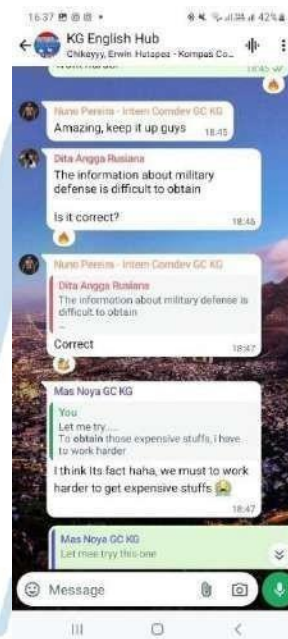 16.37
42%
KG English Hub
Chikayyy, Erwin Hutapea - Kompas Co...
18.45
Nuno Pereira - Intern Comdev GC KG
Amazing, keep it up guys
18.45
Dita Angga Rusiana
The information about military
defense is difficult to obtain
Is it correct?
18.46
Nuno Pereira - Intern Comdev GC KG
Dita Angga Rusiana
The information about military defense is
difficult to obtain
...
Correct
18.47
Mas Noya GC KG
You
Let me try.....
To obtain those expensive stuffs, i have
to work harder
I think Its fact haha, we must to work
harder to get expensive stuffs
18.47
Mas Noya GC KG
Let mee tryy this one
Message